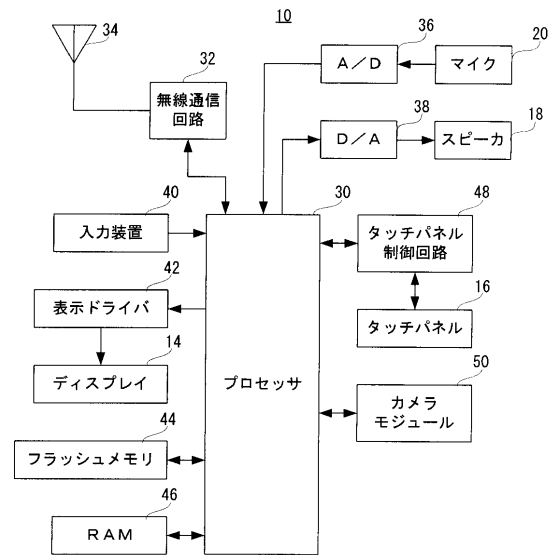 10
34
32
無線通信
回路
36
A/D
20
マイク
38
D/A
18
スピーカ
40
入力装置
30
プロセッサ
48
タッチパネル
制御回路
42
表示ドライバ
16
タッチパネル
14
ディスプレイ
50
カメラ
モジュール
44
フラッシュメモリ
46
RAM